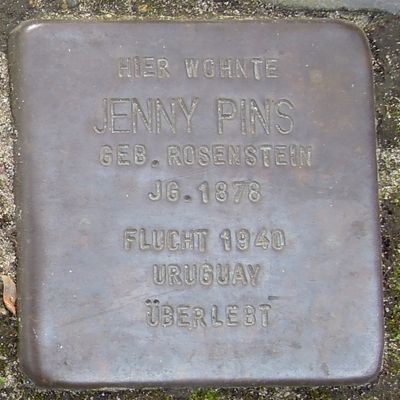 HIER WOHNTE
JENNY PINS
GEB. ROSENSTEIN
JG. 1878
FLUCHT 1940
URUGUAY
ÜBERLEBT